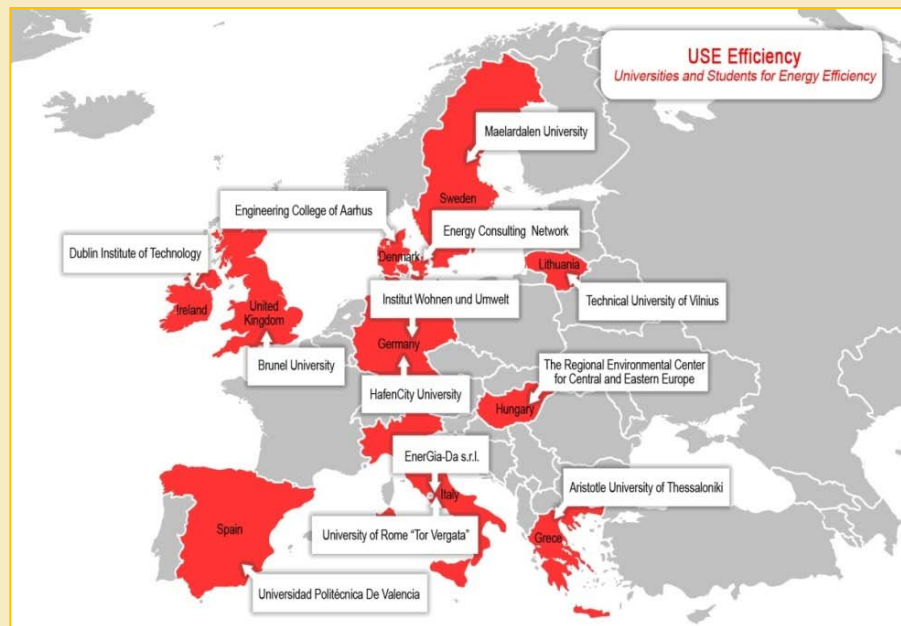 USE Efficiency
Universities and Students for Energy Efficiency
Maelardalen University
Sweden
Engineering College of Aarhus
Energy Consulting Network
Denmark
Dublin Institute of Technology
Lithuania
Ireland
United
Kingdom
Institut Wohnen und Umwelt
Technical University of Vilnius
Germany
Brunel University
The Regional Environmental Center
for Central and Eastern Europe
HafenCity University
Hungary
EnerGia-Da s.r.l.
Italy
Aristotle University of Thessaloniki
Spain
University of Rome “Tor Vergata”
Grece
Universidad Politécnica De Valencia